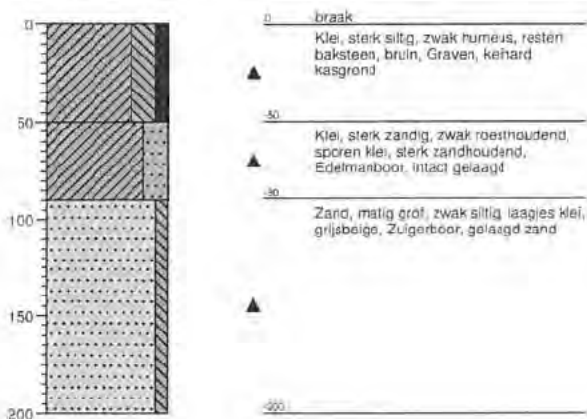 0
50
100
150
200
0 braak
Klei, sterk siltig, zwak humeus, resten
baksteen, bruin, Graven, keihard
kasgrond
-50
Klei, sterk zandig, zwak roesthoudend,
sporen klei, sterk zandhoudend,
Edelmanboor, intact gelaagd
-90
Zand, matig grof, zwak siltig, laagjes klei,
grijsbeige, Zuigerboor, gelaagd zand
-200